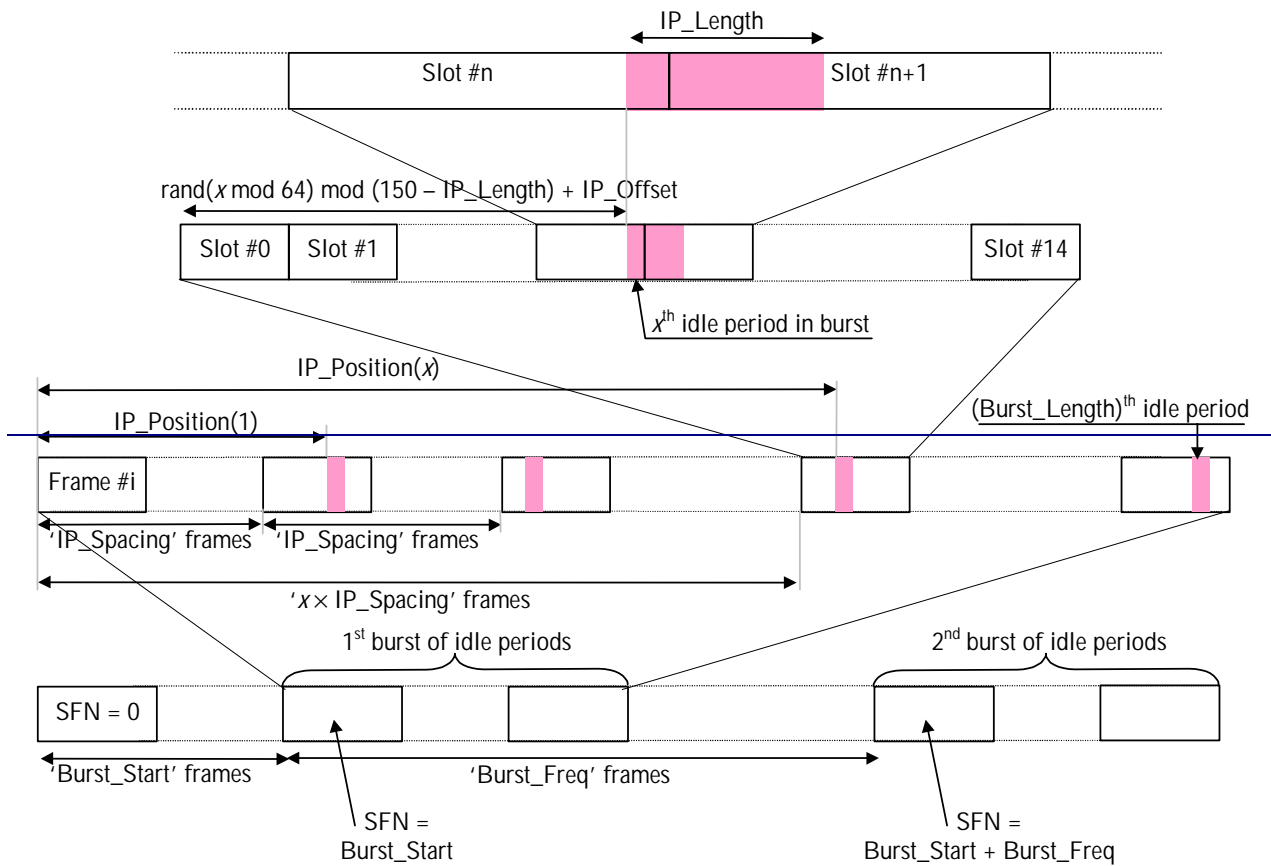 IP_Length
Slot #n
Slot #n+1
rand(x mod 64) mod (150 – IP_Length) + IP_Offset
Slot #0
Slot #1
Slot #14
xth idle period in burst
IP_Position(x)
(Burst_Length)th idle period
IP_Position(1)
Frame #i
‘IP_Spacing’ frames
‘IP_Spacing’ frames
‘x × IP_Spacing’ frames
1st burst of idle periods
2nd burst of idle periods
SFN = 0
‘Burst_Start’ frames
‘Burst_Freq’ frames
SFN =
Burst_Start
SFN =
Burst_Start + Burst_Freq